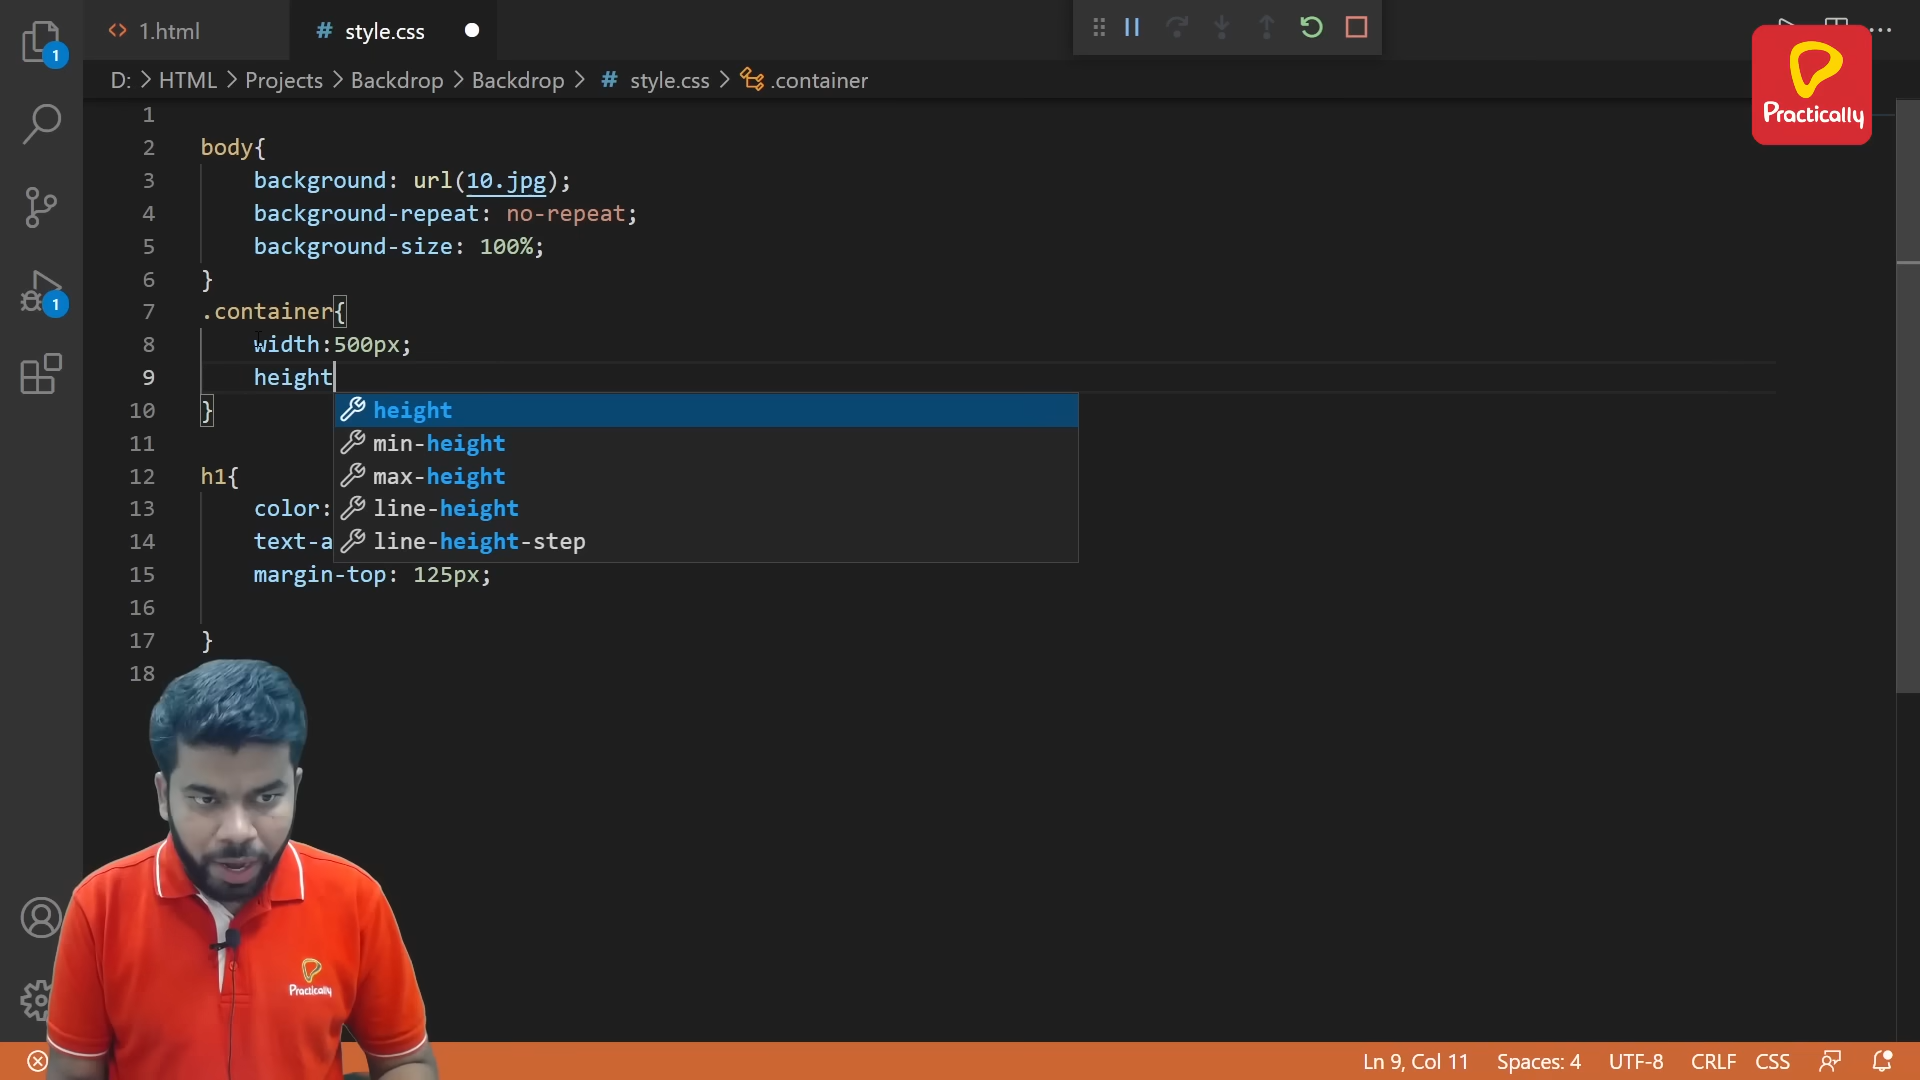 1.html
# style.css
Practically
D: > HTML > Projects > Backdrop > Backdrop > # style.css > .container
1
2 body{
3 background: url(10.jpg);
4 background-repeat: no-repeat;
5 background-size: 100%;
6 }
7 .container{
8 width:500px;
9 height
10 }
height
min-height
max-height
line-height
line-height-step
11
12 h1{
13 color:
14 text-a
15 margin-top: 125px;
16
17 }
18
1
1
Practically
Ln 9, Col 11 Spaces: 4 UTF-8 CRLF CSS